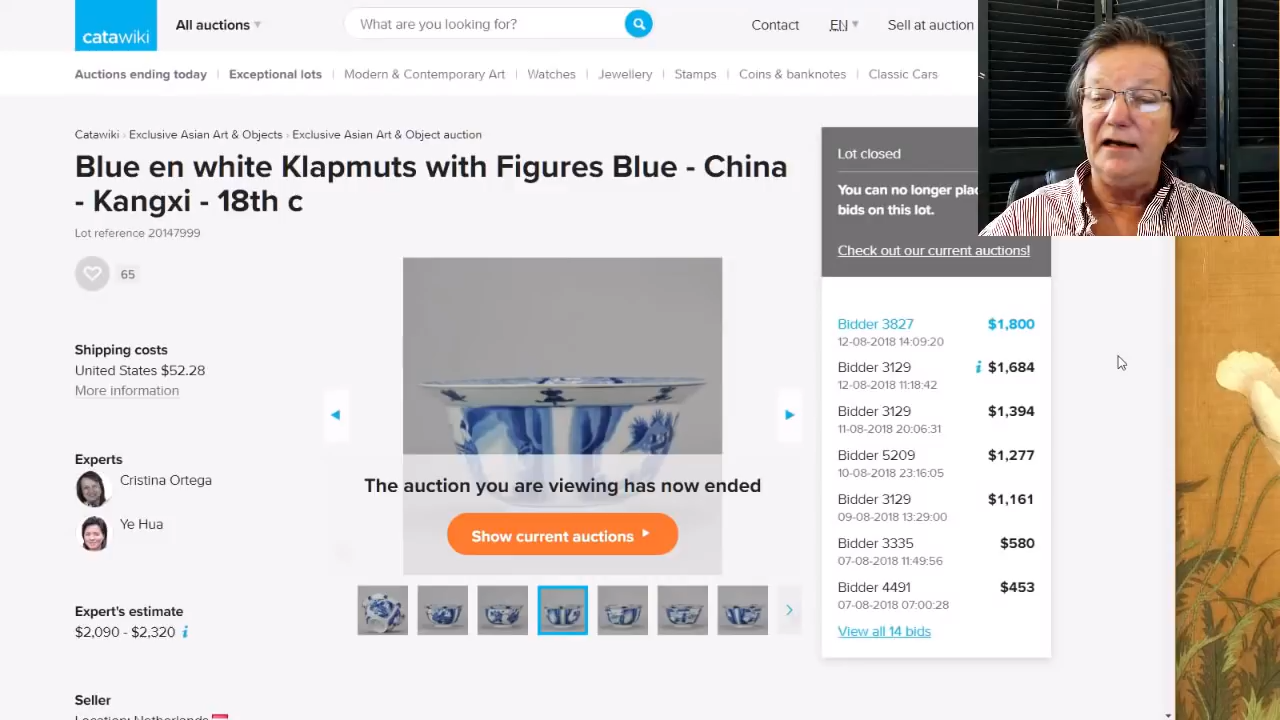 catawiki
All auctions
What are you looking for?
Contact
EN
Sell at auction
Auctions ending today
Exceptional lots
Modern & Contemporary Art
Watches
Jewellery
Stamps
Coins & banknotes
Classic Cars
Catawiki › Exclusive Asian Art & Objects › Exclusive Asian Art & Object auction
Blue en white Klapmuts with Figures Blue - China
- Kangxi - 18th c
Lot reference 20147999
65
Shipping costs
United States $52.28
More information
Experts
Cristina Ortega
Ye Hua
Expert's estimate
$2,090 - $2,320 i
Seller
Location: Netherlands
The auction you are viewing has now ended
Show current auctions
Lot closed
You can no longer plac
bids on this lot.
Check out our current auctions!
Bidder 3827 $1,800
12-08-2018 14:09:20
Bidder 3129 i $1,684
12-08-2018 11:18:42
Bidder 3129 $1,394
11-08-2018 20:06:31
Bidder 5209 $1,277
10-08-2018 23:16:05
Bidder 3129 $1,161
09-08-2018 13:29:00
Bidder 3335 $580
07-08-2018 11:49:56
Bidder 4491 $453
07-08-2018 07:00:28
View all 14 bids